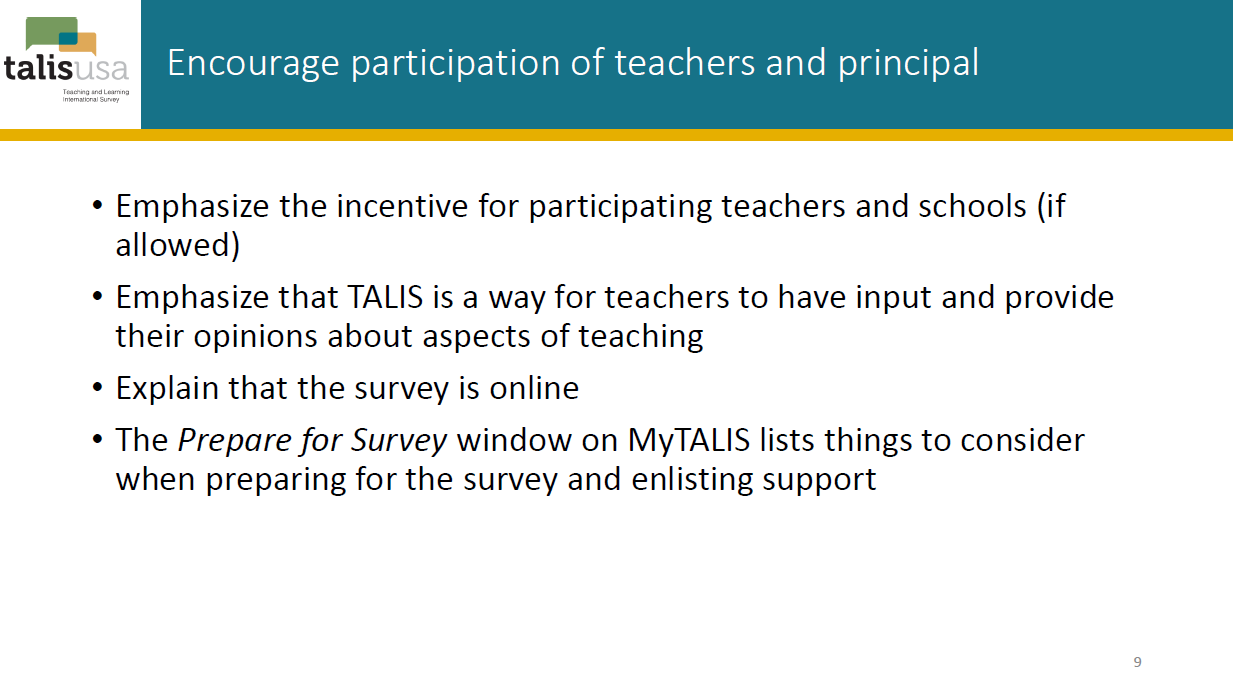 talisusa
Teaching and Learning
International Survey
Encourage participation of teachers and principal
• Emphasize the incentive for participating teachers and schools (if
allowed)
• Emphasize that TALIS is a way for teachers to have input and provide
their opinions about aspects of teaching
• Explain that the survey is online
• The Prepare for Survey window on MyTALIS lists things to consider
when preparing for the survey and enlisting support
9